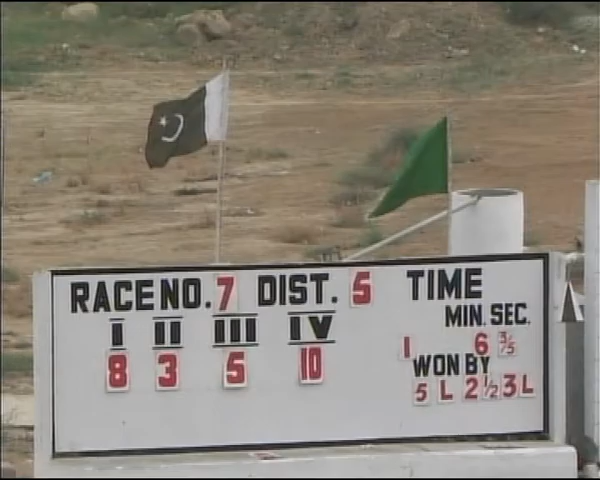 RACE NO. 7 DIST. 5 TIME
MIN. SEC.
I II III IV
1 6 3/5
8 3 5 10
WON BY
5 L 2 1/2 3 L